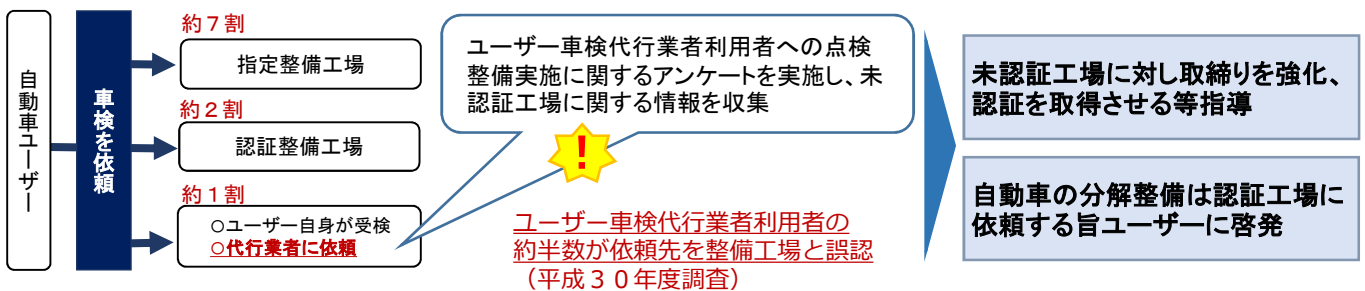 自動車ユーザー
車検を依頼
約７割
指定整備工場
約２割
認証整備工場
約１割
○ユーザー自身が受検
○代行業者に依頼
ユーザー車検代行業者利用者への点検
整備実施に関するアンケートを実施し、未
認証工場に関する情報を収集
!
ユーザー車検代行業者利用者の
約半数が依頼先を整備工場と誤認
（平成３０年度調査）
未認証工場に対し取締りを強化、
認証を取得させる等指導
自動車の分解整備は認証工場に
依頼する旨ユーザーに啓発